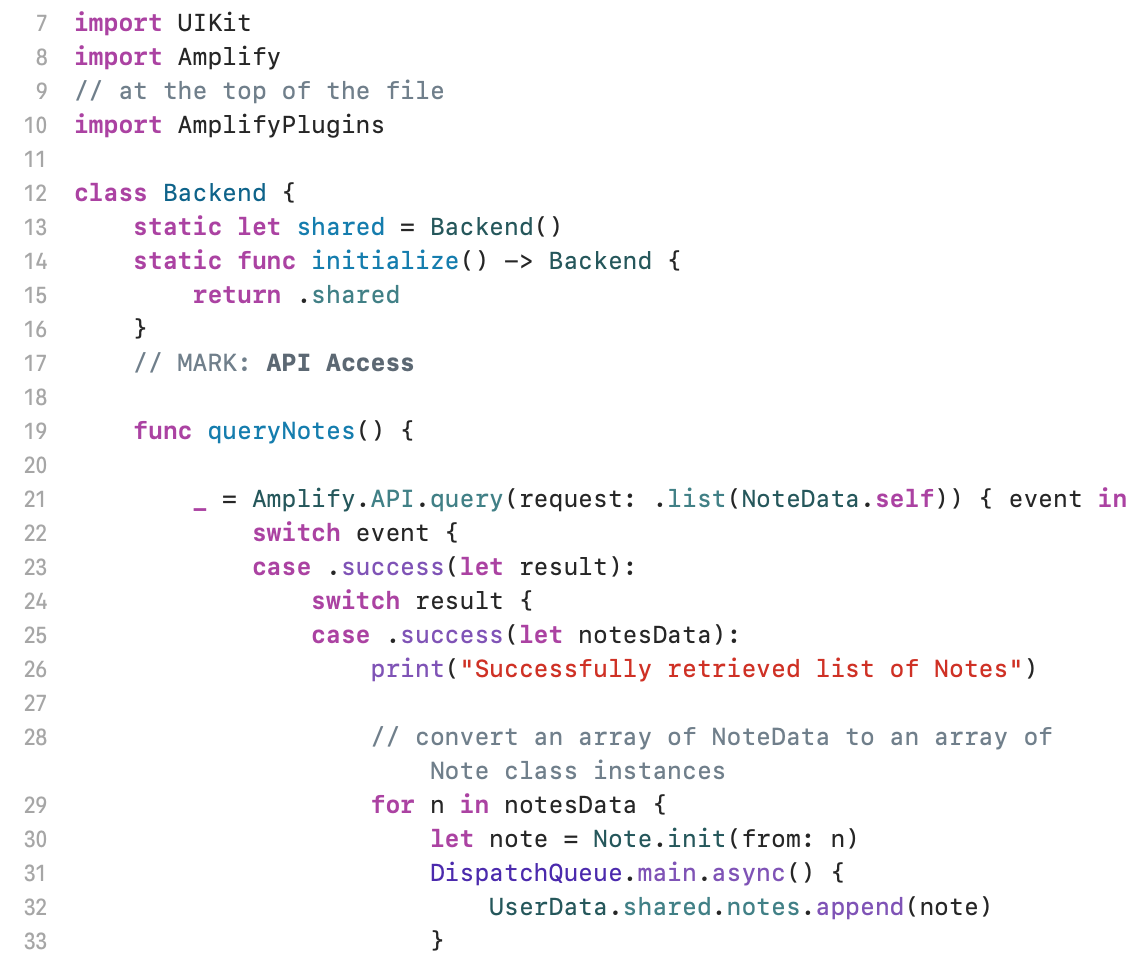 7 import UIKit
8 import Amplify
9 // at the top of the file
10 import AmplifyPlugins
11
12 class Backend {
13     static let shared = Backend()
14     static func initialize() -> Backend {
15         return .shared
16     }
17     // MARK: API Access
18
19     func queryNotes() {
20
21         _ = Amplify.API.query(request: .list(NoteData.self)) { event in
22             switch event {
23             case .success(let result):
24                 switch result {
25                 case .success(let notesData):
26                     print("Successfully retrieved list of Notes")
27
28                     // convert an array of NoteData to an array of
                        Note class instances
29                     for n in notesData {
30                         let note = Note.init(from: n)
31                         DispatchQueue.main.async() {
32                             UserData.shared.notes.append(note)
33                         }